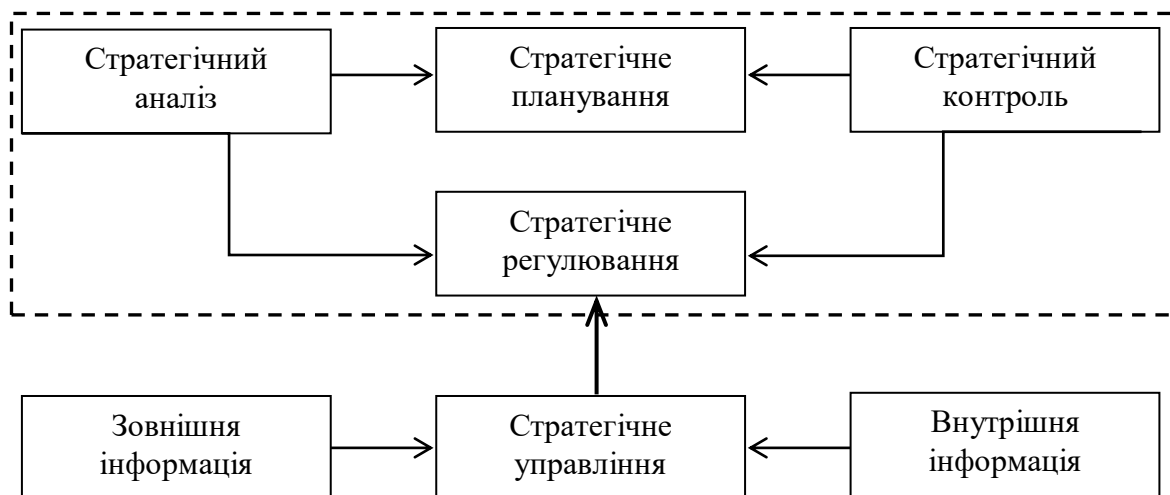 Стратегічний
аналіз
Стратегічне
планування
Стратегічний
контроль
Стратегічне
регулювання
Зовнішня
інформація
Стратегічне
управління
Внутрішня
інформація